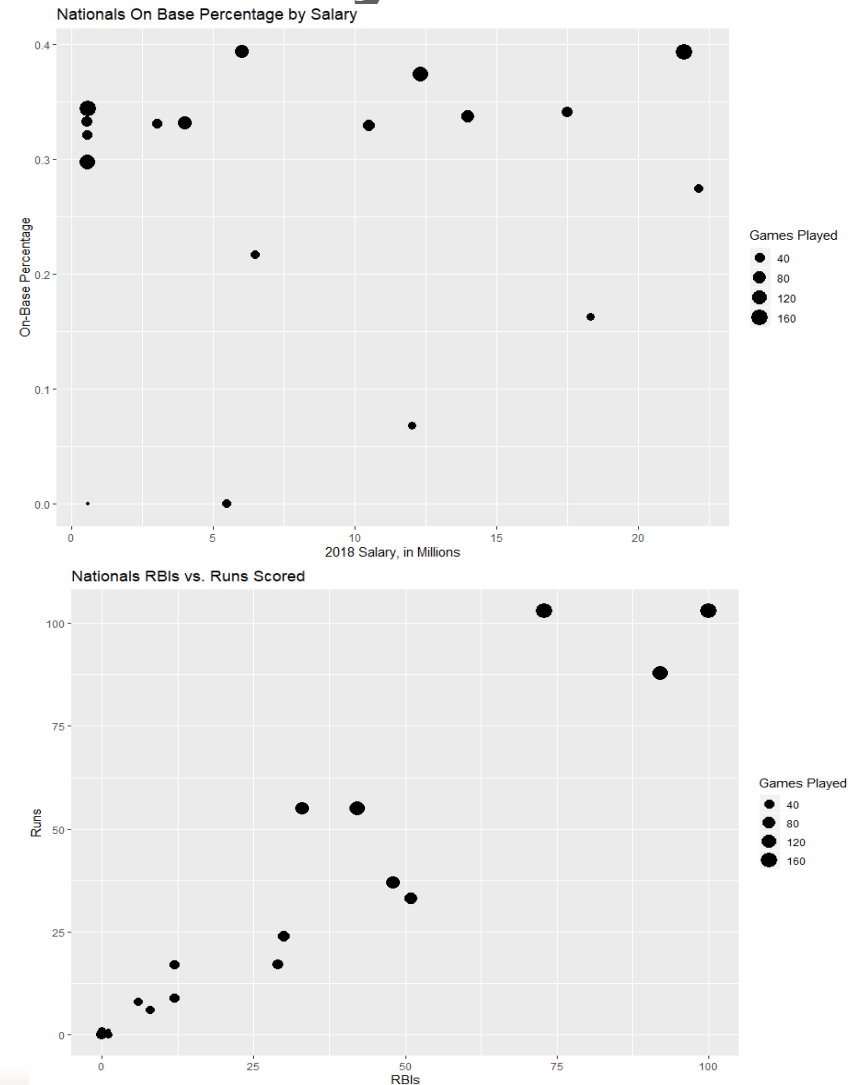 Nationals On Base Percentage by Salary
On-Base Percentage
0.4
0.3
0.2
0.1
0.0
0 5 10 15 20
2018 Salary, in Millions
Games Played
40
80
120
160
Nationals RBIs vs. Runs Scored
Runs
100
75
50
25
0
0 25 50 75 100
RBIs
Games Played
40
80
120
160